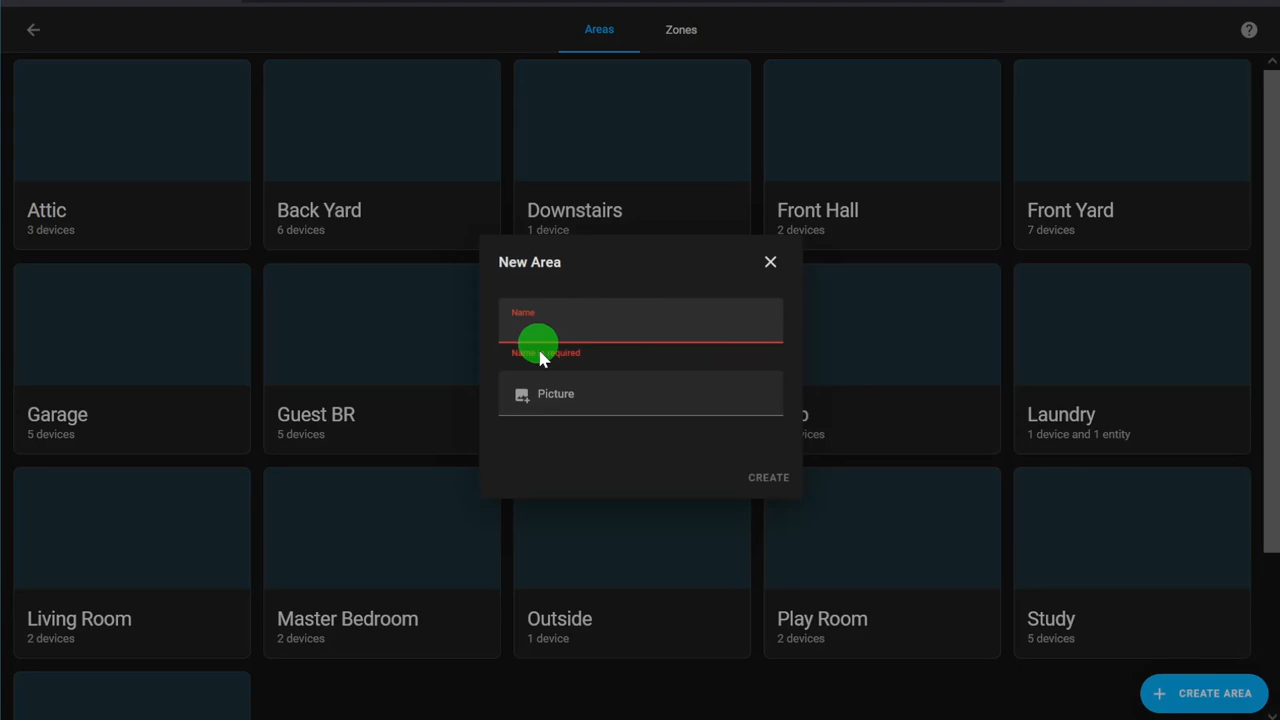 Areas
Zones
Attic
3 devices
Back Yard
6 devices
Downstairs
1 device
Front Hall
2 devices
Front Yard
7 devices
New Area
Name
Name is required
Picture
CREATE
Garage
5 devices
Guest BR
5 devices
Laundry
1 device and 1 entity
Living Room
2 devices
Master Bedroom
2 devices
Outside
1 device
Play Room
2 devices
Study
5 devices
CREATE AREA